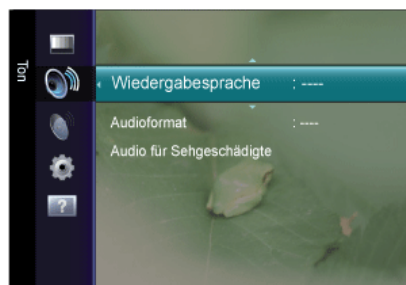 Ton
Wiedergabesprache : ----
Audioformat : ----
Audio für Sehgeschädigte
?